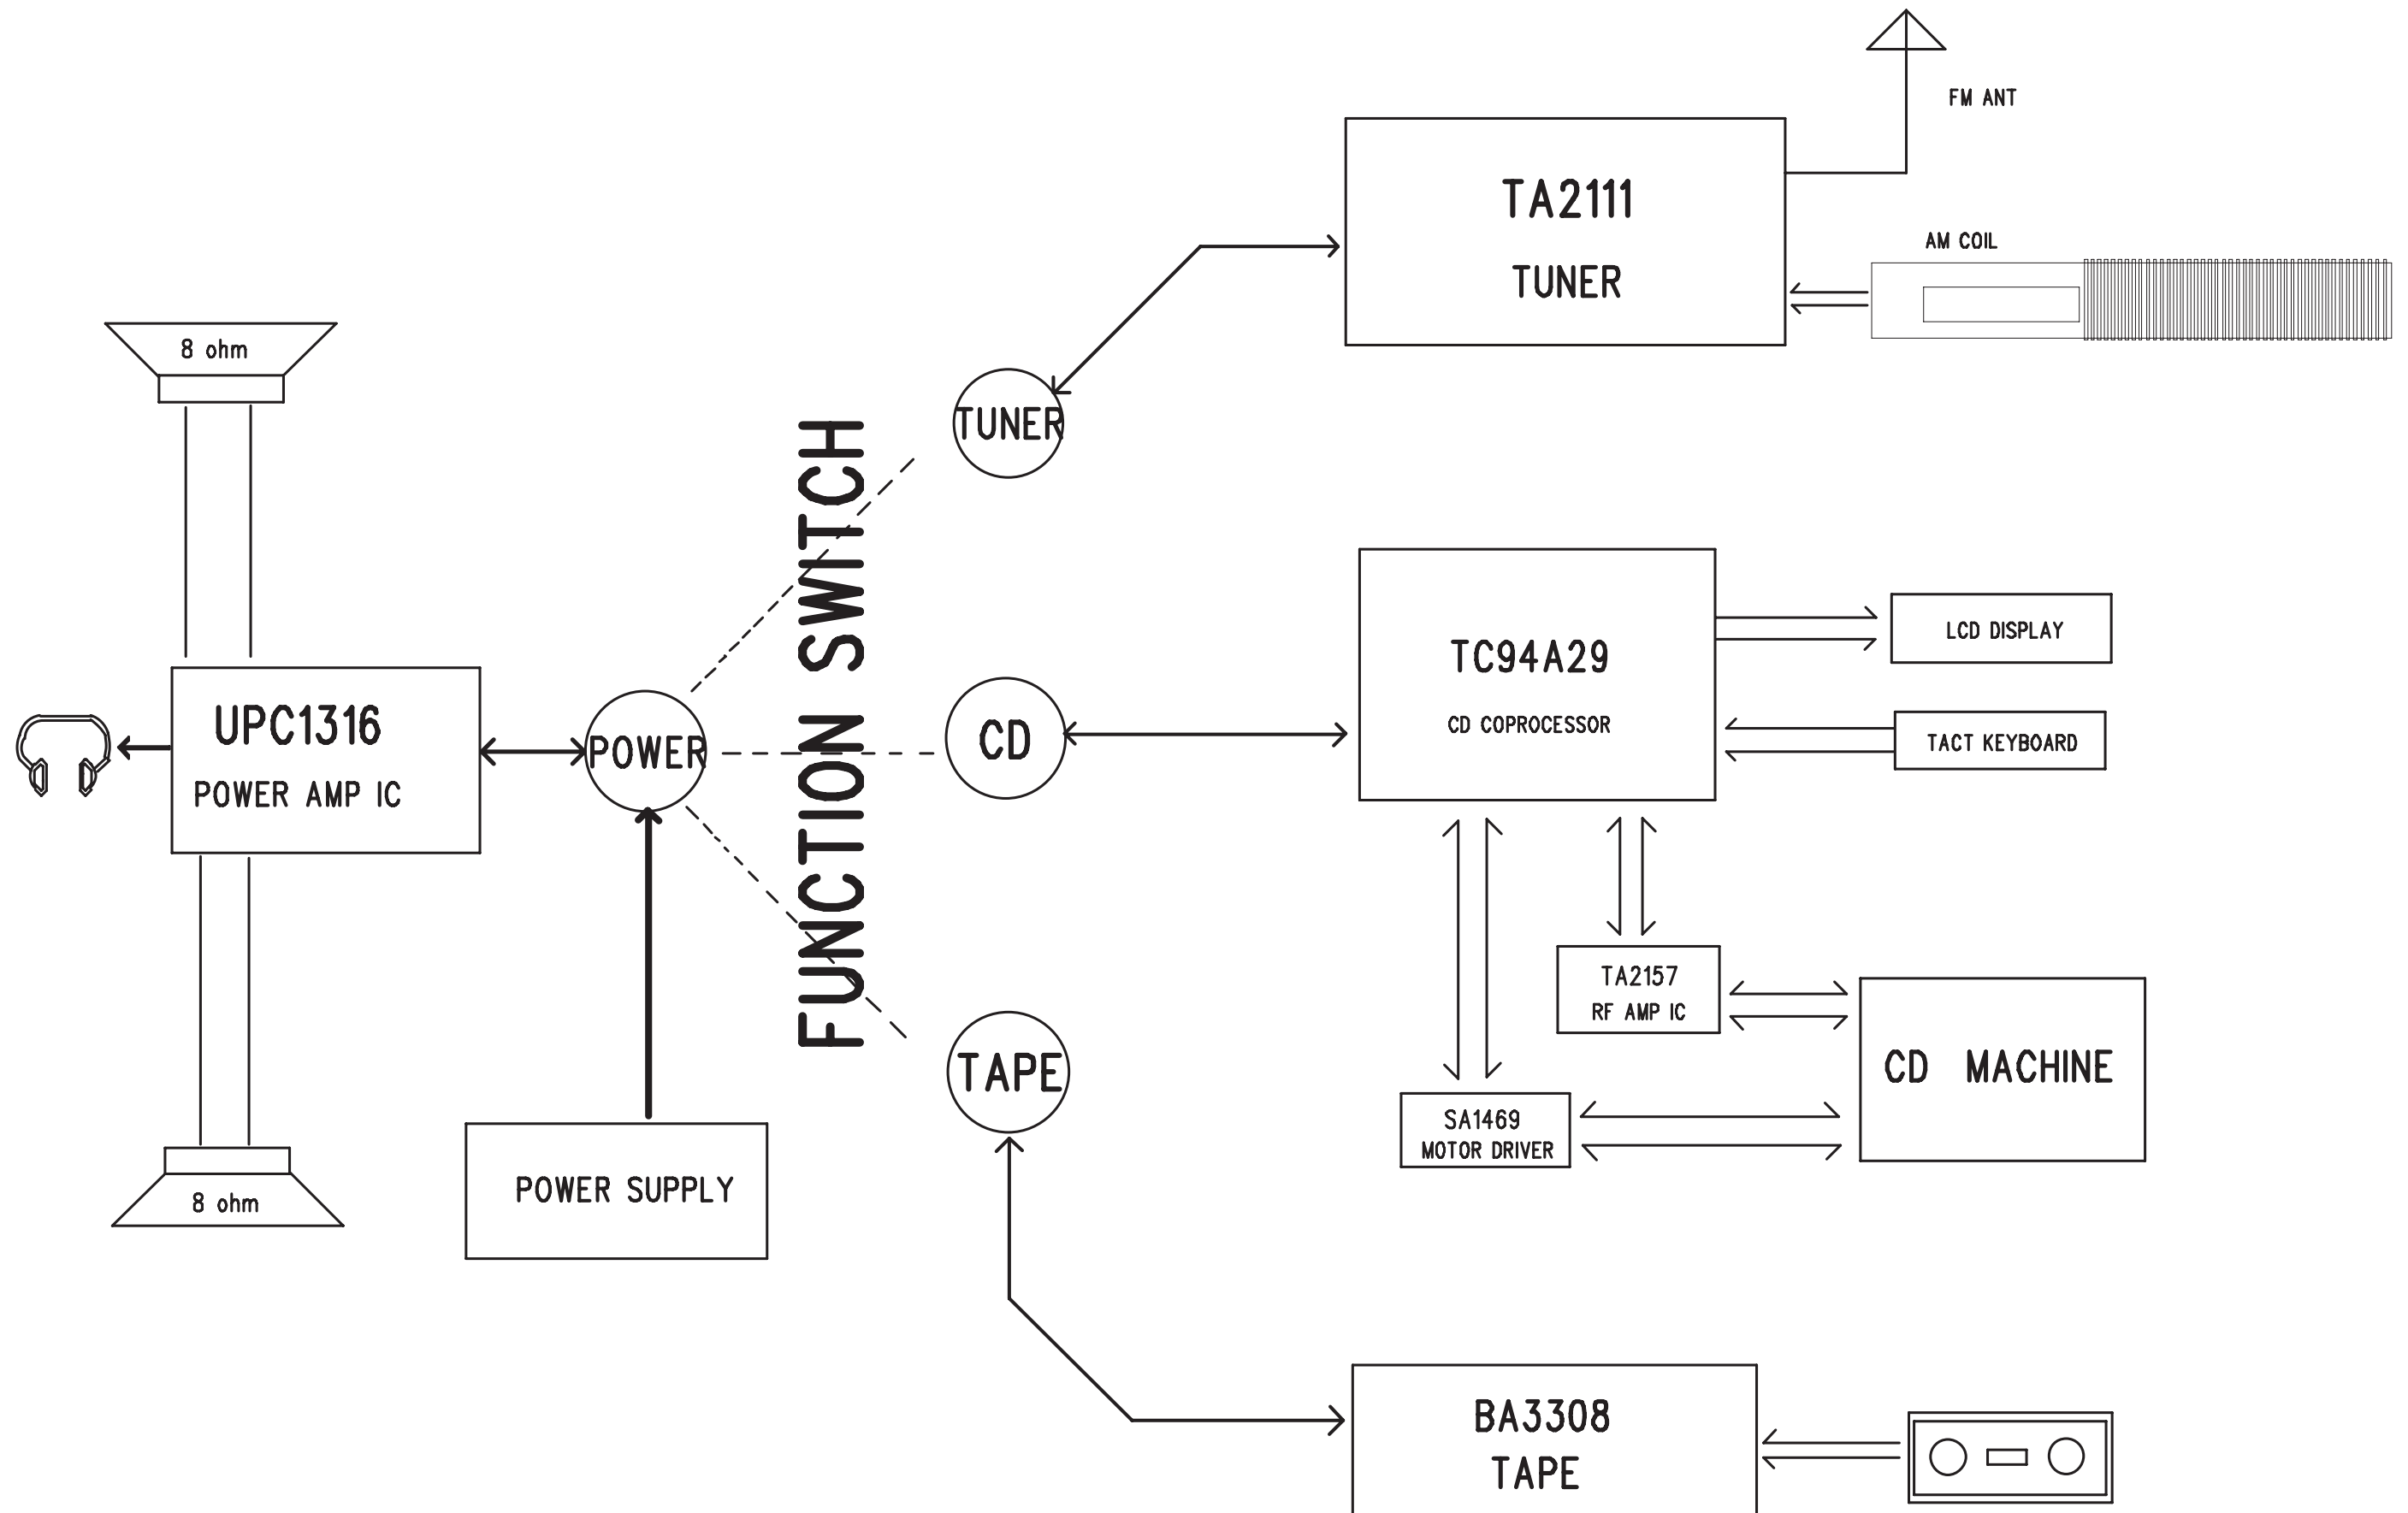 FM ANT
TA2111
TUNER
AM COIL
8 ohm
TUNER
FUNCTION SWITCH
TC94A29
CD COPROCESSOR
LCD DISPLAY
TACT KEYBOARD
UPC1316
POWER AMP IC
POWER
CD
TA2157
RF AMP IC
CD MACHINE
TAPE
SA1469
MOTOR DRIVER
POWER SUPPLY
8 ohm
BA3308
TAPE